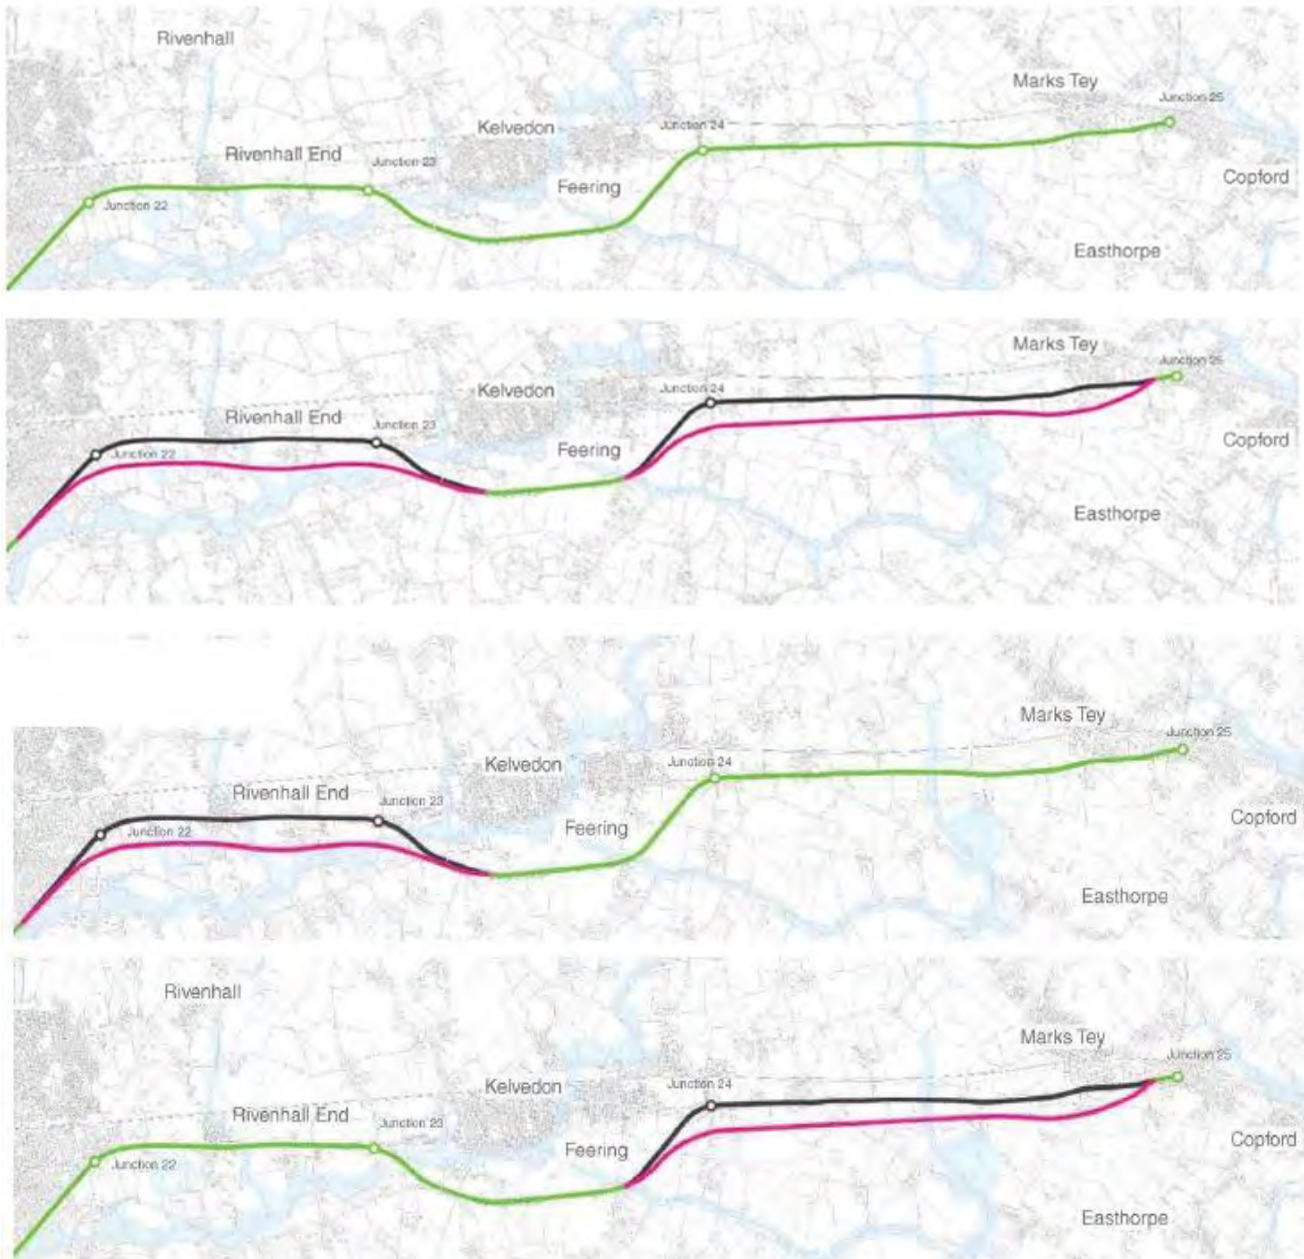 Rivenhall
Marks Tey
Junction 25
Kelvedon
Junction 24
Rivenhall End
Junction 23
Feering
Copford
Junction 22
Easthorpe
Marks Tey
Junction 25
Kelvedon
Junction 24
Rivenhall End
Junction 23
Feering
Copford
Junction 22
Easthorpe
Marks Tey
Junction 25
Kelvedon
Junction 24
Rivenhall End
Junction 23
Copford
Feering
Junction 22
Easthorpe
Rivenhall
Marks Tey
Junction 25
Kelvedon
Junction 24
Rivenhall End
Junction 23
Copford
Feering
Junction 22
Easthorpe